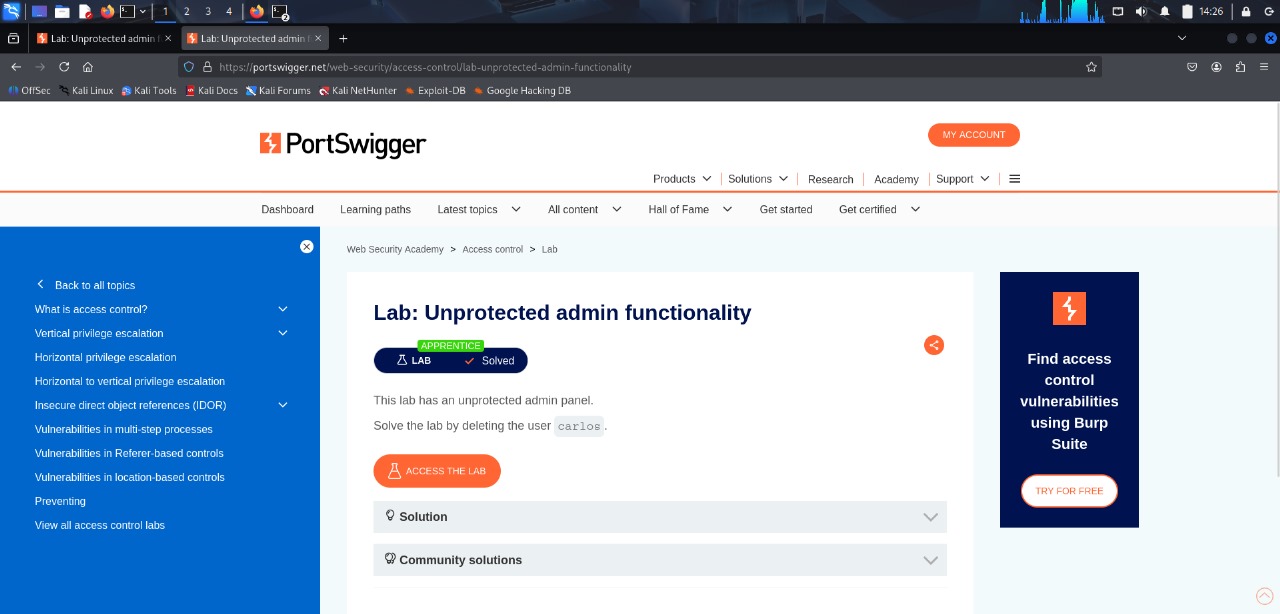 1 2 3 4 2 14:26
Lab: Unprotected admin f Lab: Unprotected admin f
https://portswigger.net/web-security/access-control/lab-unprotected-admin-functionality
OffSec Kali Linux Kali Tools Kali Docs Kali Forums Kali NetHunter Exploit-DB Google Hacking DB
PortSwigger
MY ACCOUNT
Products Solutions Research Academy Support
Dashboard Learning paths Latest topics All content Hall of Fame Get started Get certified
Back to all topics
What is access control?
Vertical privilege escalation
Horizontal privilege escalation
Horizontal to vertical privilege escalation
Insecure direct object references (IDOR)
Vulnerabilities in multi-step processes
Vulnerabilities in Referer-based controls
Vulnerabilities in location-based controls
Preventing
View all access control labs
Web Security Academy > Access control > Lab
Lab: Unprotected admin functionality
APPRENTICE
LAB Solved
This lab has an unprotected admin panel.
Solve the lab by deleting the user carlos.
ACCESS THE LAB
Solution
Community solutions
Find access
control
vulnerabilities
using Burp
Suite
TRY FOR FREE